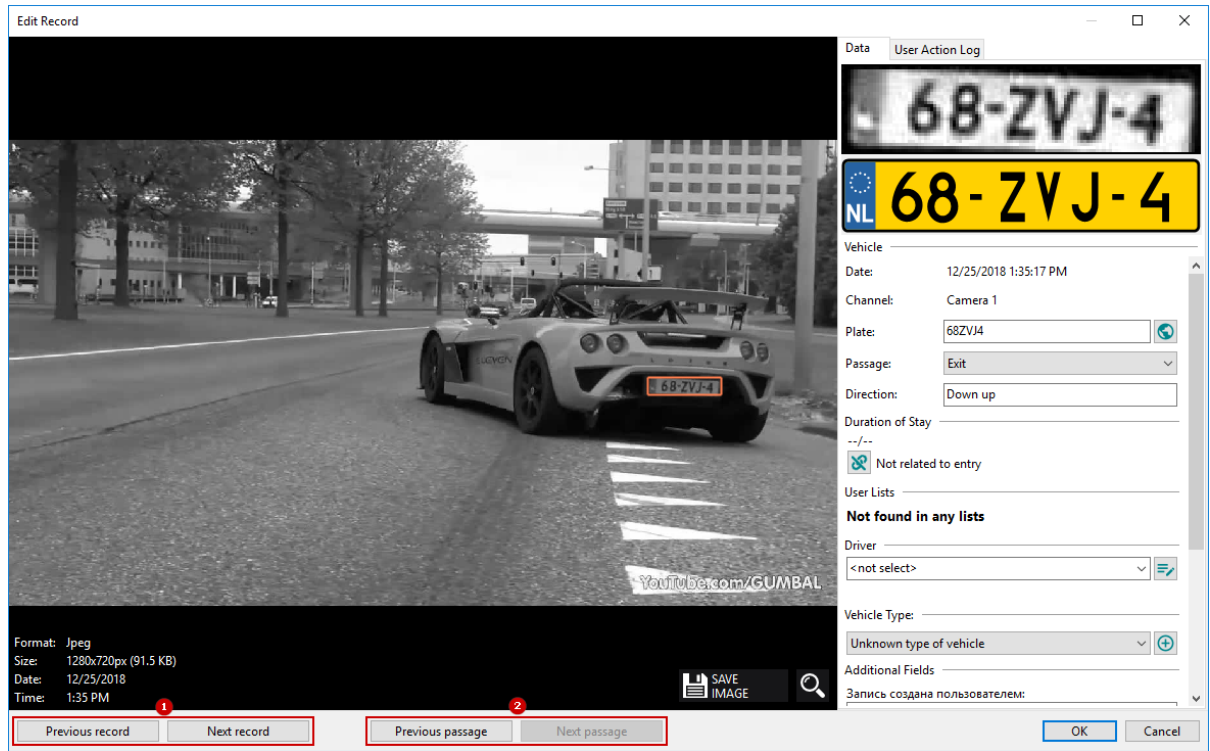 Edit Record
Data
User Action Log
68-ZVJ-4
NL 68-ZVJ-4
Vehicle
Date: 12/25/2018 1:35:17 PM
Channel: Camera 1
Plate: 68ZVJ4
Passage: Exit
Direction: Down up
Duration of Stay
--/--
Not related to entry
User Lists
Not found in any lists
Driver
<not select>
Vehicle Type:
Unknown type of vehicle
Additional Fields
Запись создана пользователем:
68-ZVJ-4
YouTube.com/GUMBAL
Format: Jpeg
Size: 1280x720px (91.5 KB)
Date: 12/25/2018
Time: 1:35 PM
SAVE
IMAGE
1
2
Previous record
Next record
Previous passage
Next passage
OK
Cancel